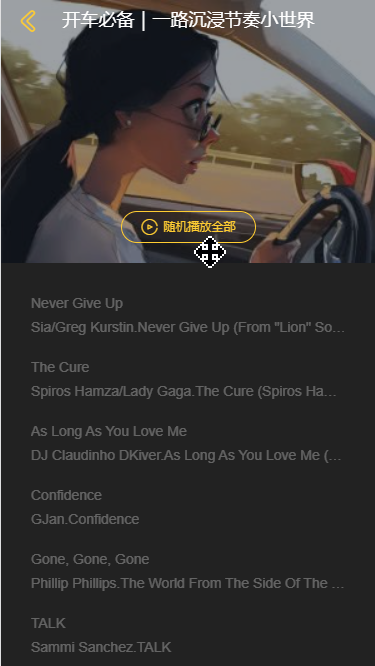 开车必备 | 一路沉浸节奏小世界
随机播放全部
Never Give Up
Sia/Greg Kurstin.Never Give Up (From "Lion" So...
The Cure
Spiros Hamza/Lady Gaga.The Cure (Spiros Ha...
As Long As You Love Me
DJ Claudinho DKiver.As Long As You Love Me (...
Confidence
GJan.Confidence
Gone, Gone, Gone
Phillip Phillips.The World From The Side Of The ...
TALK
Sammi Sanchez.TALK